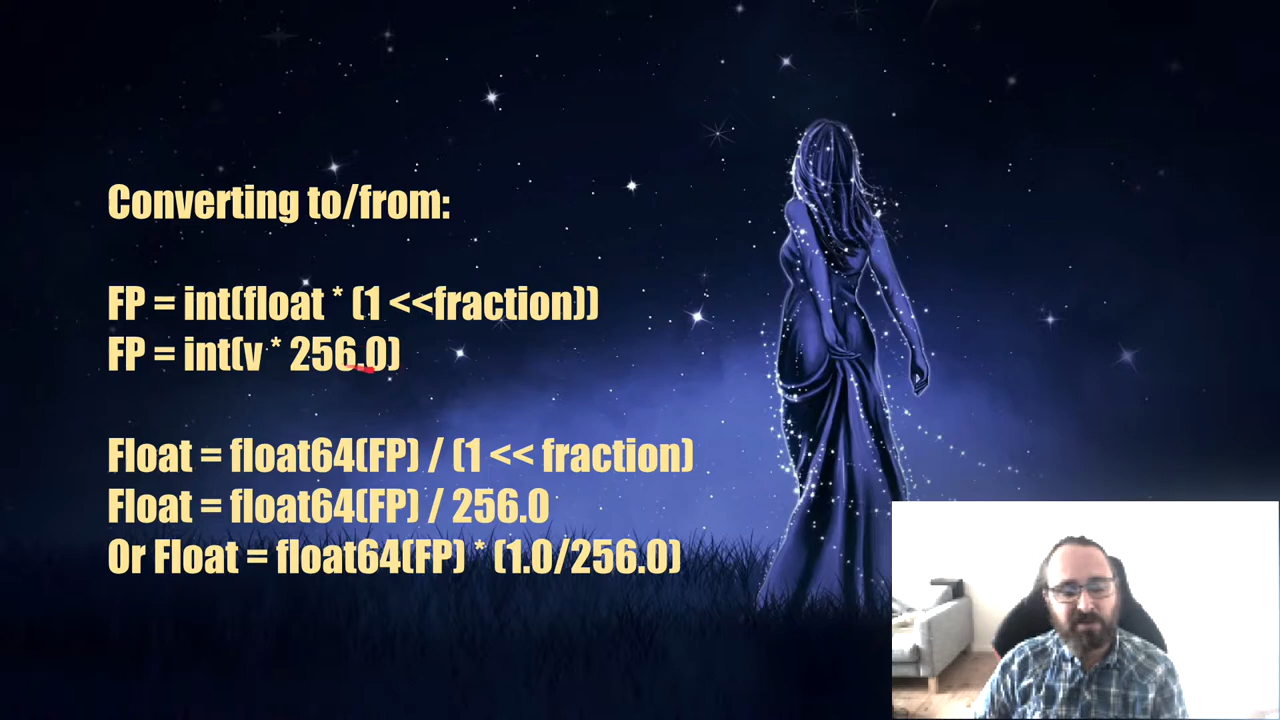 Converting to/from:
FP = int(float * (1 <<fraction))
FP = int(v * 256.0)
Float = float64(FP) / (1 << fraction)
Float = float64(FP) / 256.0
Or Float = float64(FP) * (1.0/256.0)